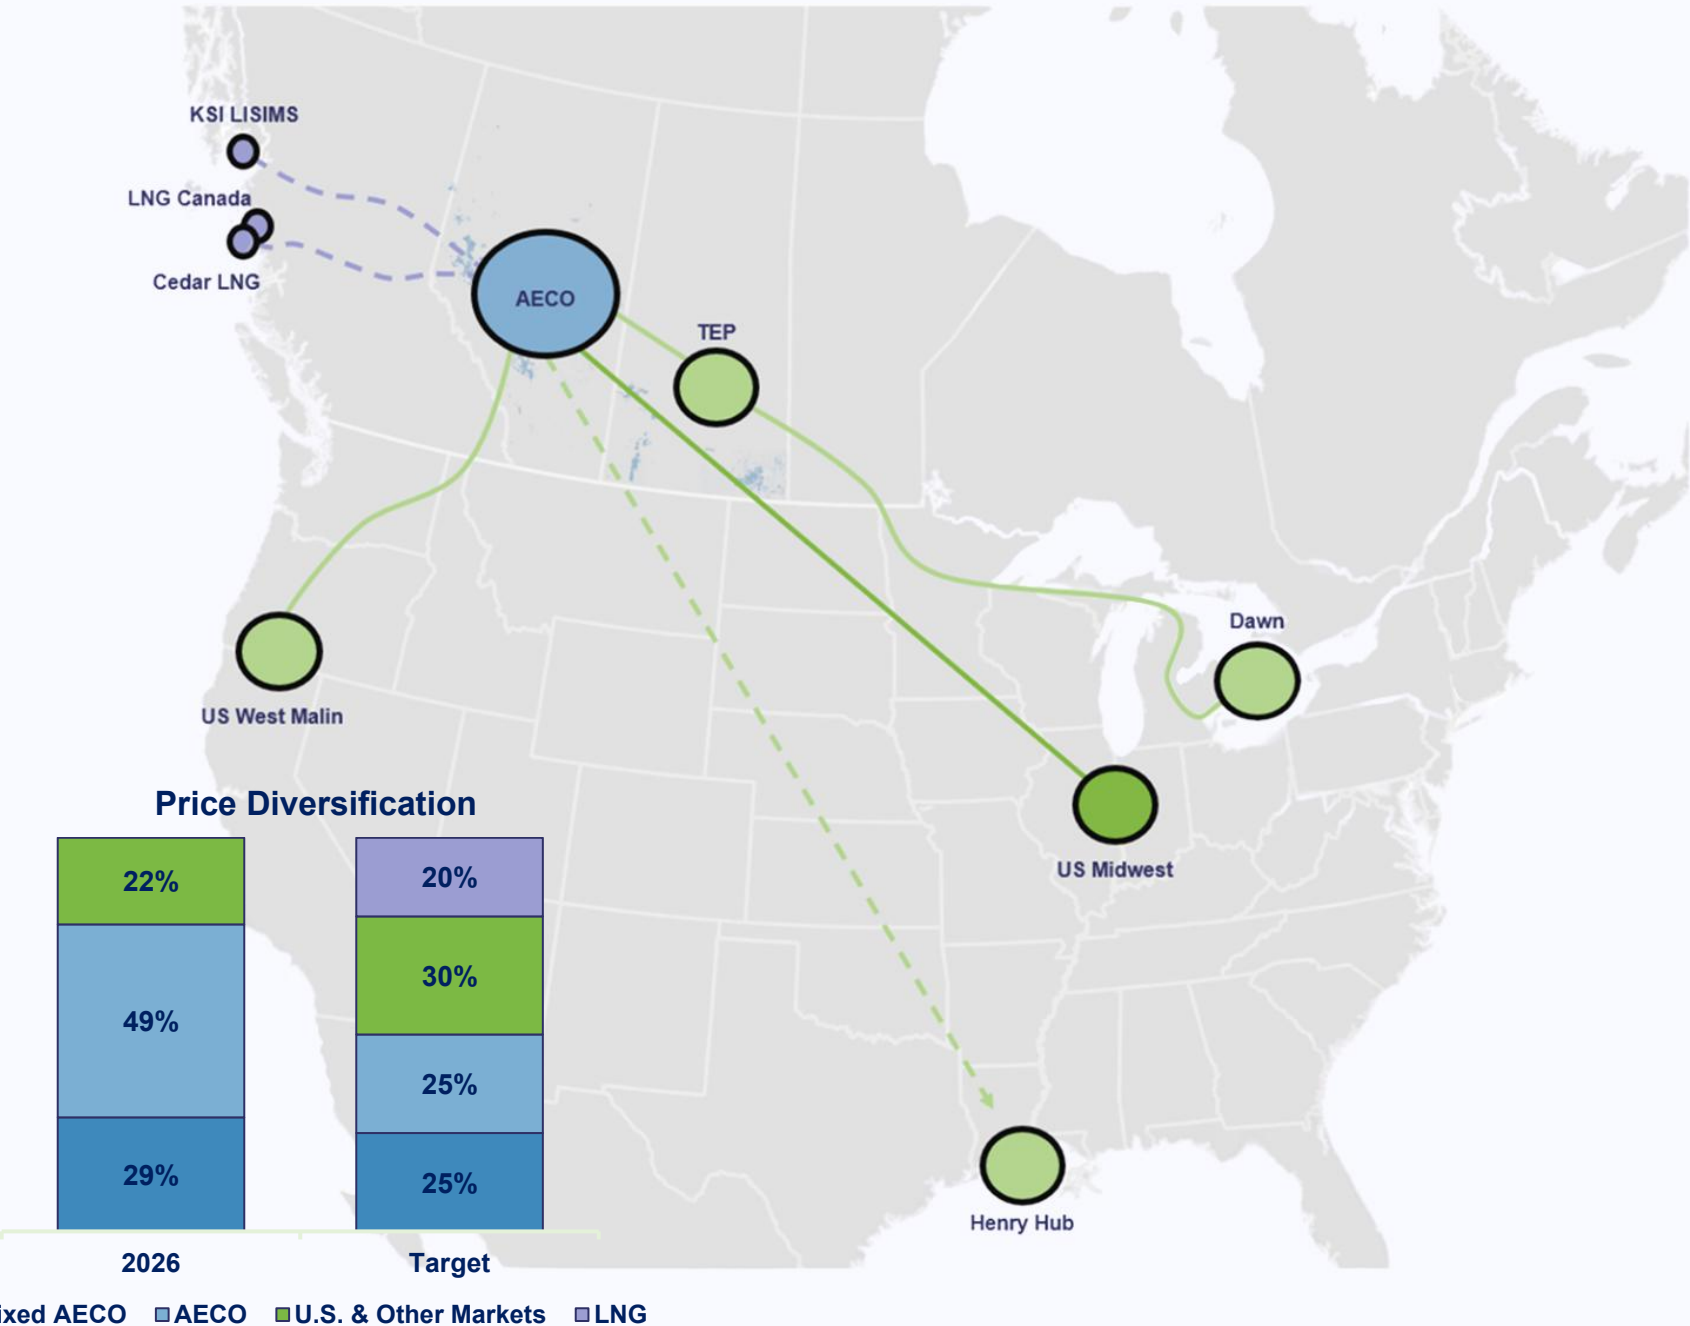 KSI LISIMS
LNG Canada
Cedar LNG
AECO
TEP
Dawn
US West Malin
US Midwest
Henry Hub
Price Diversification
22%
49%
29%
20%
30%
25%
25%
2026
Target
ixed AECO
AECO
U.S. & Other Markets
LNG